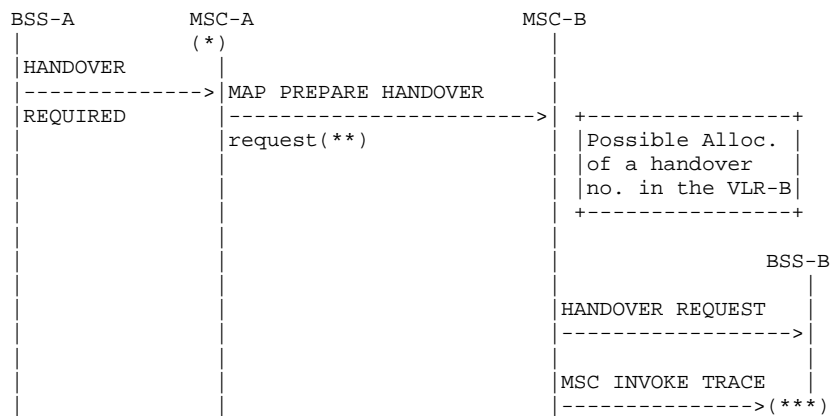 BSS-A MSC-A MSC-B
(*)
HANDOVER
MAP PREPARE HANDOVER
REQUIRED
request(**)
Possible Alloc.
of a handover
no. in the VLR-B
BSS-B
HANDOVER REQUEST
MSC INVOKE TRACE
(***)